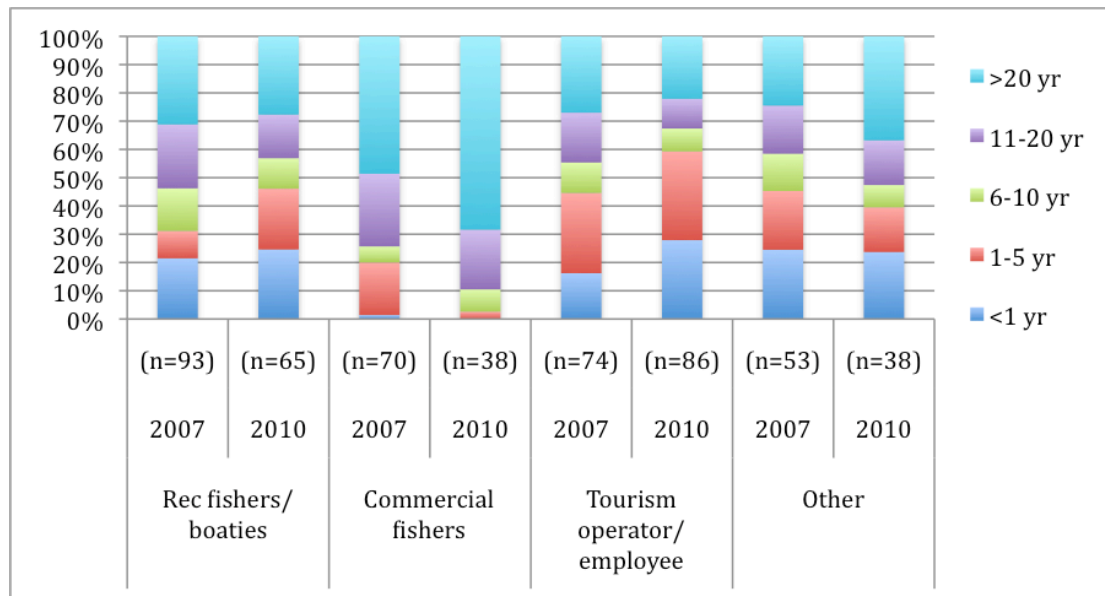 100%
90%
80%
70%
60%
50%
40%
30%
20%
10%
0%
>20 yr
11-20 yr
6-10 yr
1-5 yr
<1 yr
(n=93) (n=65) (n=70) (n=38) (n=74) (n=86) (n=53) (n=38)
2007 2010 2007 2010 2007 2010 2007 2010
Rec fishers/ Commercial Tourism Other
boaties fishers operator/
employee